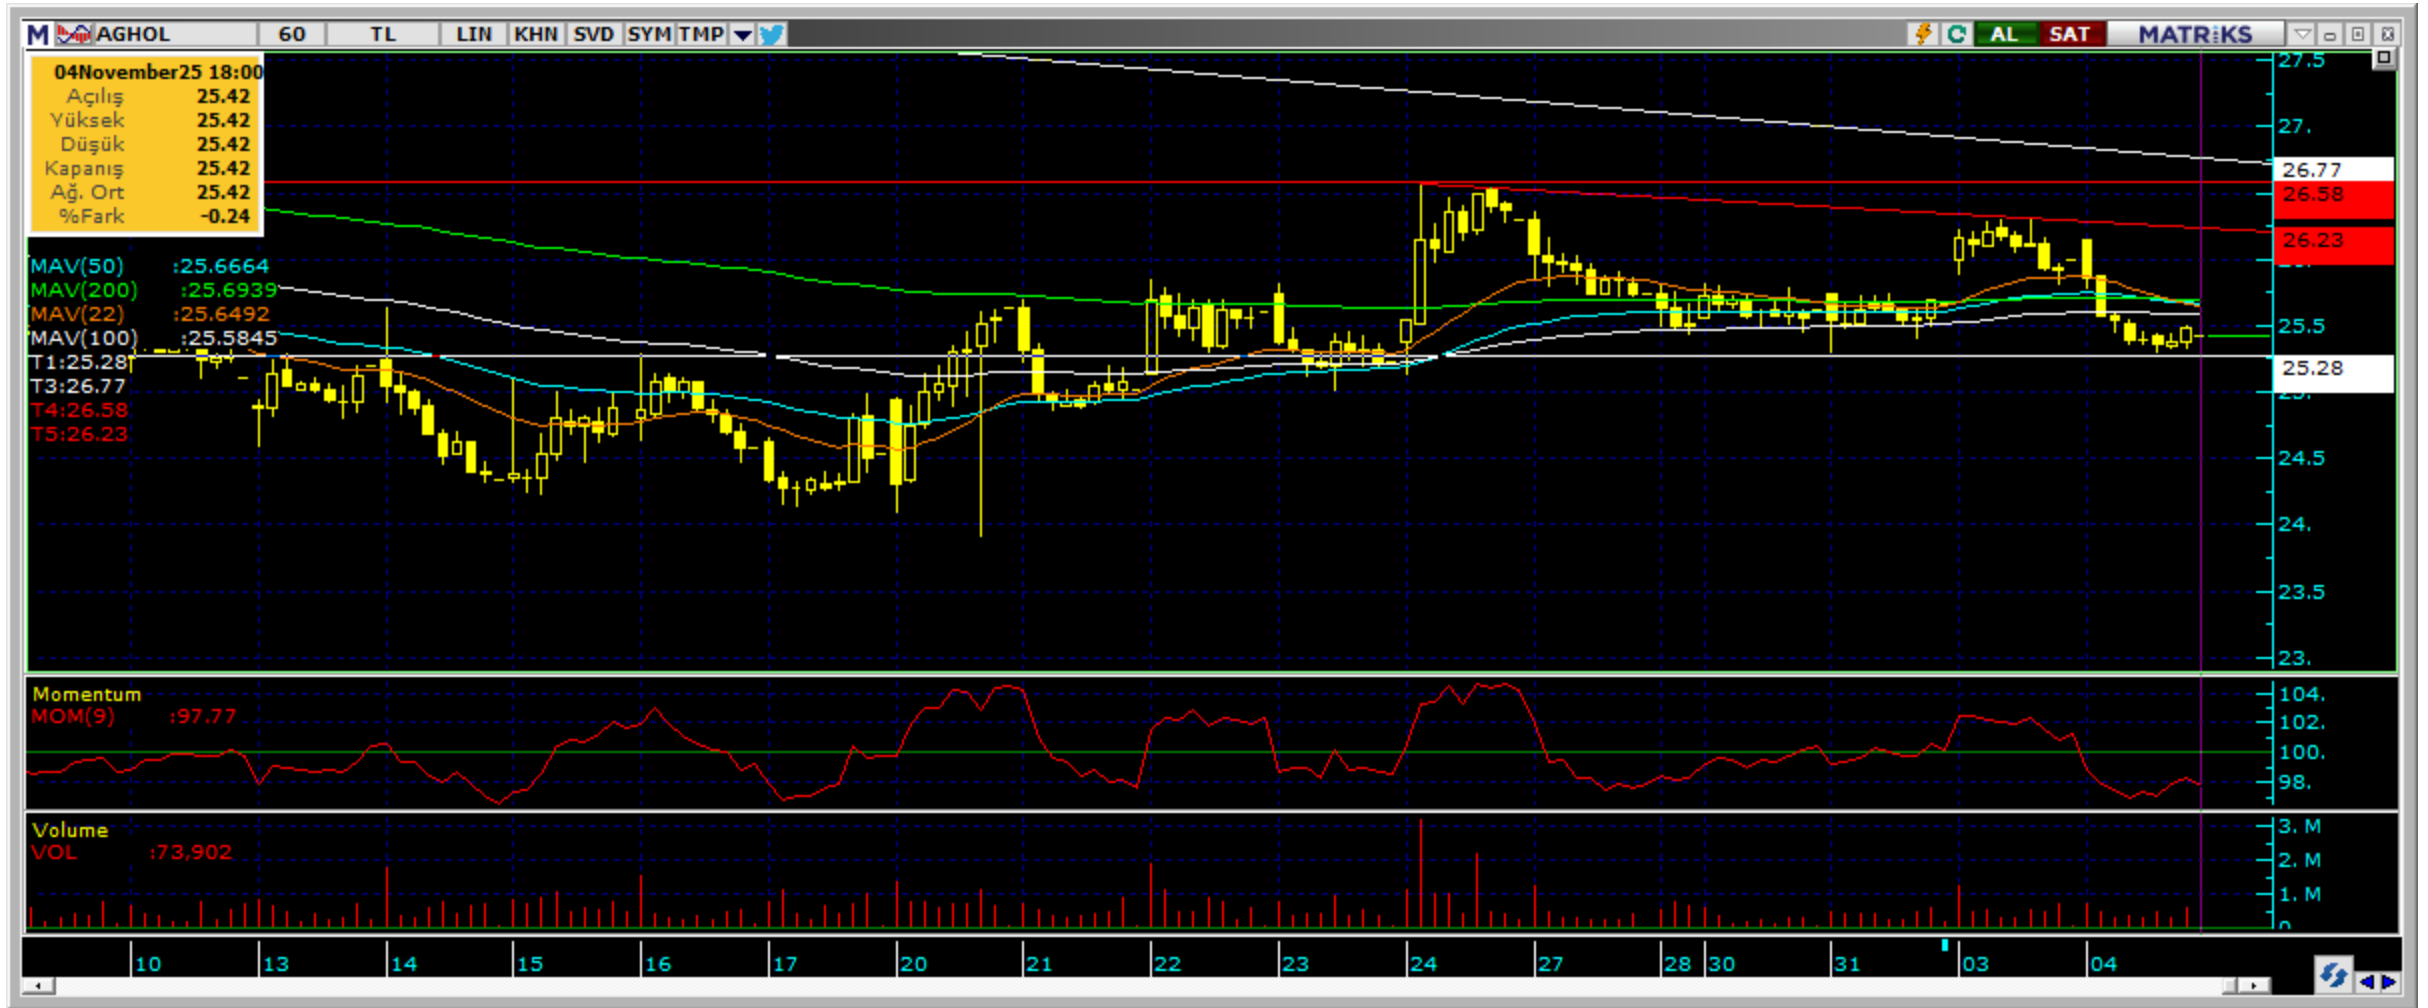 M AGHOL 60 TL LIN KHN SVD SYM TMP AL SAT MATRiKS
04November25 18:00
Açılış 25.42
Yüksek 25.42
Düşük 25.42
Kapanış 25.42
Ağ. Ort 25.42
%Fark -0.24
MAV(50) :25.6664
MAV(200) :25.6939
MAV(22) :25.6492
MAV(100) :25.5845
T1:25.28
T3:26.77
T4:26.58
T5:26.23
27.5
27.
26.77
26.58
26.23
25.5
25.28
25.
24.5
24.
23.5
23.
Momentum
MOM(9) :97.77
104.
102.
100.
98.
Volume
VOL :73,902
3. M
2. M
1. M
0
10 13 14 15 16 17 20 21 22 23 24 27 28 30 31 03 04